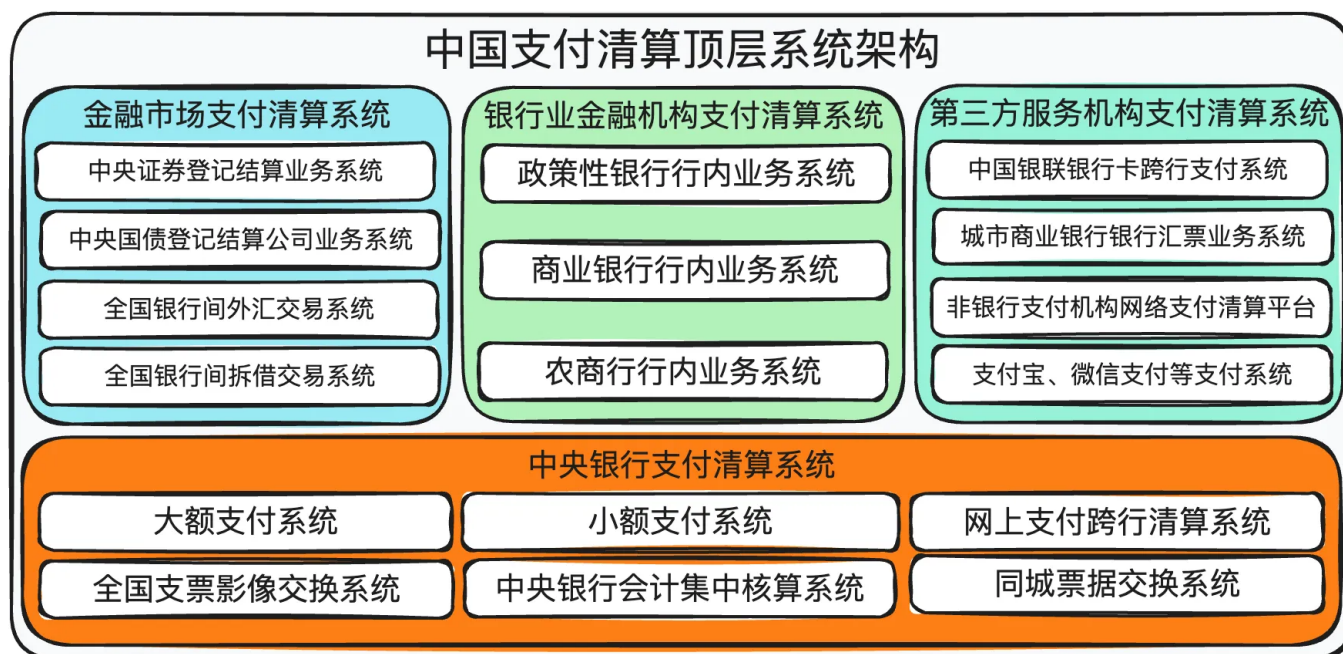 中国支付清算顶层系统架构
金融市场支付清算系统
中央证券登记结算业务系统
中央国债登记结算公司业务系统
全国银行间外汇交易系统
全国银行间拆借交易系统
银行业金融机构支付清算系统
政策性银行行内业务系统
商业银行行内业务系统
农商行行内业务系统
第三方服务机构支付清算系统
中国银联银行卡跨行支付系统
城市商业银行银行汇票业务系统
非银行支付机构网络支付清算平台
支付宝、微信支付等支付系统
中央银行支付清算系统
大额支付系统
小额支付系统
网上支付跨行清算系统
全国支票影像交换系统
中央银行会计集中核算系统
同城票据交换系统